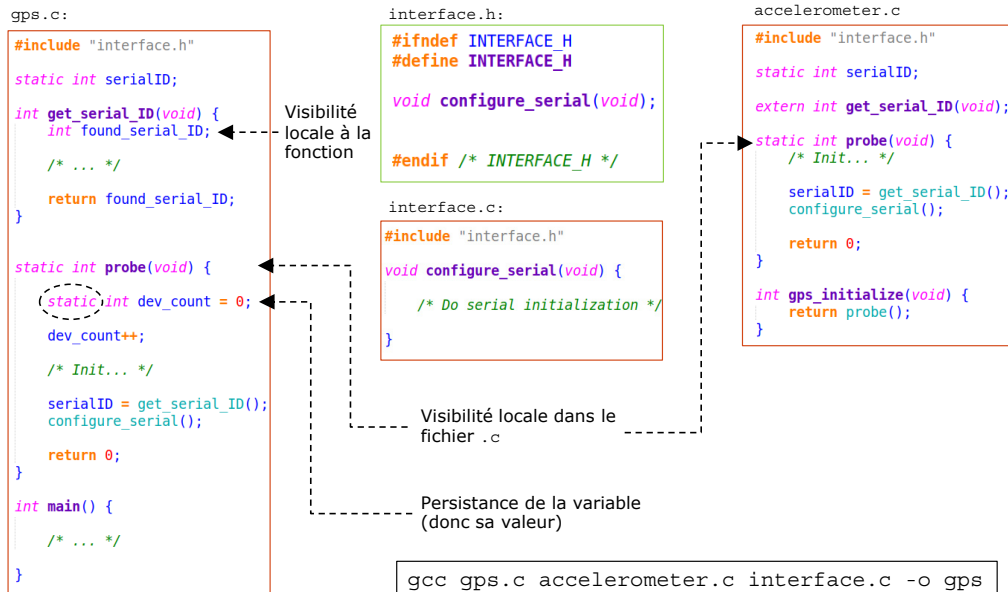 gps.c:
#include "interface.h"
static int serialID;
int get_serial_ID(void) {
int found_serial_ID;
/* ... */
return found_serial_ID;
}
static int probe(void) {
static int dev_count = 0;
dev_count++;
/* Init... */
serialID = get_serial_ID();
configure_serial();
return 0;
}
int main() {
/* ... */
}
Visibilité
locale à la
fonction
interface.h:
#ifndef INTERFACE_H
#define INTERFACE_H
void configure_serial(void);
#endif /* INTERFACE_H */
interface.c:
#include "interface.h"
void configure_serial(void) {
/* Do serial initialization */
}
Visibilité locale dans le
fichier .c
Persistance de la variable
(donc sa valeur)
accelerometer.c
#include "interface.h"
static int serialID;
extern int get_serial_ID(void);
static int probe(void) {
/* Init... */
serialID = get_serial_ID();
configure_serial();
return 0;
}
int gps_initialize(void) {
return probe();
}
gcc gps.c accelerometer.c interface.c -o gps